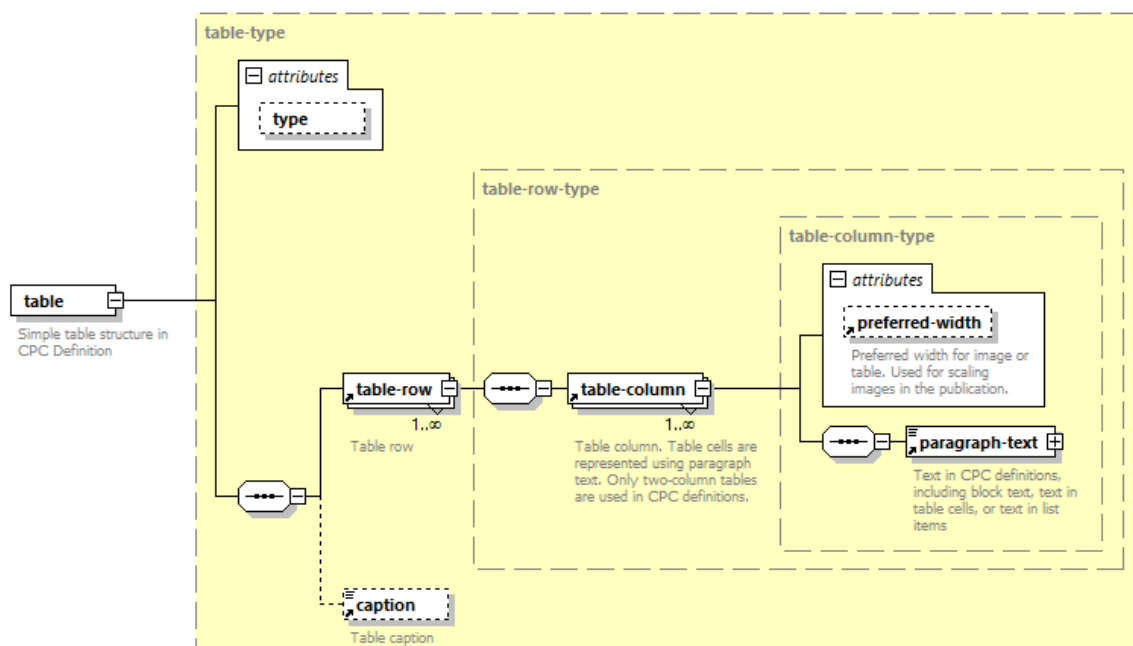 table-type
attributes
type
table-row-type
table-column-type
attributes
table
preferred-width
Simple table structure in
CPC Definition
Preferred width for image or
table. Used for scaling
images in the publication.
table-row
table-column
1..∞
1..∞
Table row
Table column. Table cells are
represented using paragraph
text. Only two-column tables
are used in CPC definitions.
paragraph-text
Text in CPC definitions,
including block text, text in
table cells, or text in list
items
caption
Table caption